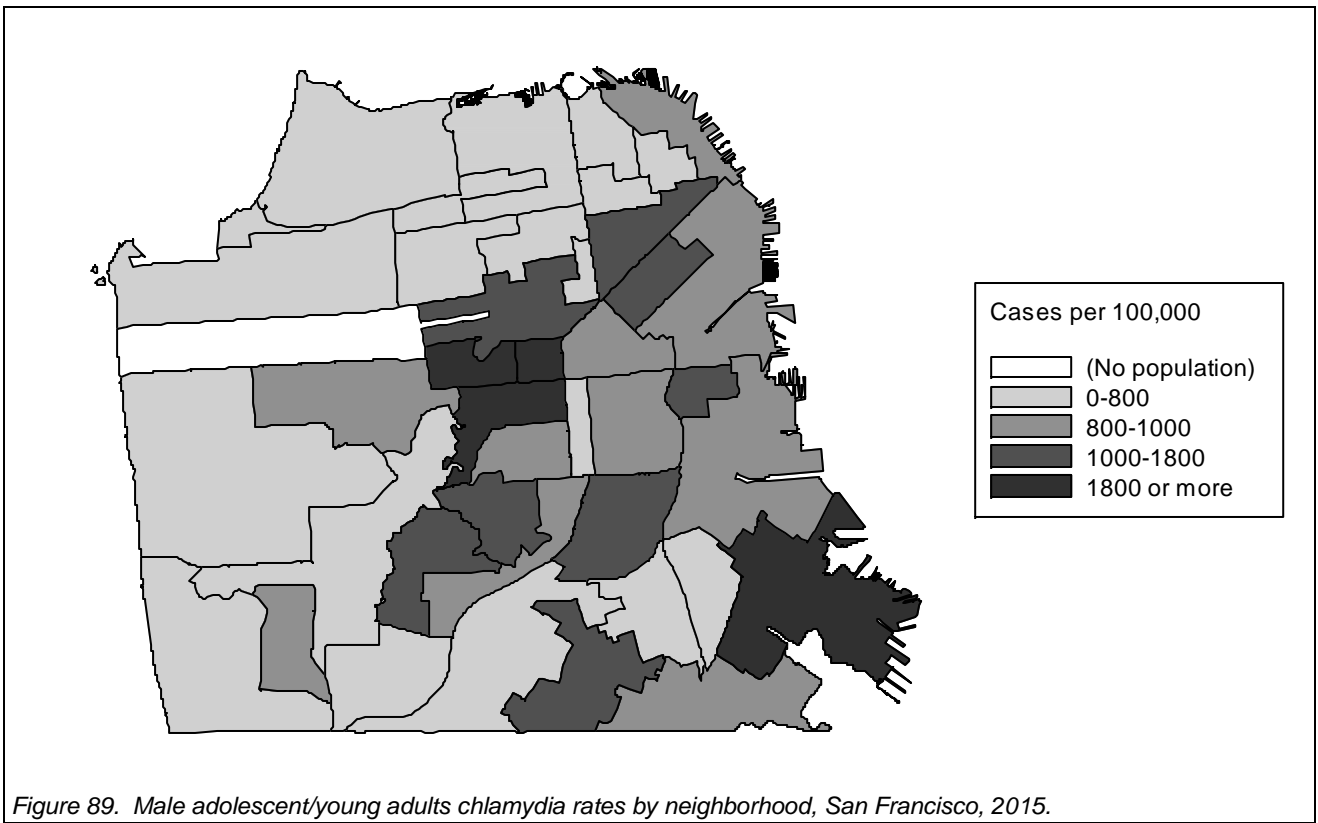 Cases per 100,000
(No population)
0-800
800-1000
1000-1800
1800 or more
Figure 89. Male adolescent/young adults chlamydia rates by neighborhood, San Francisco, 2015.